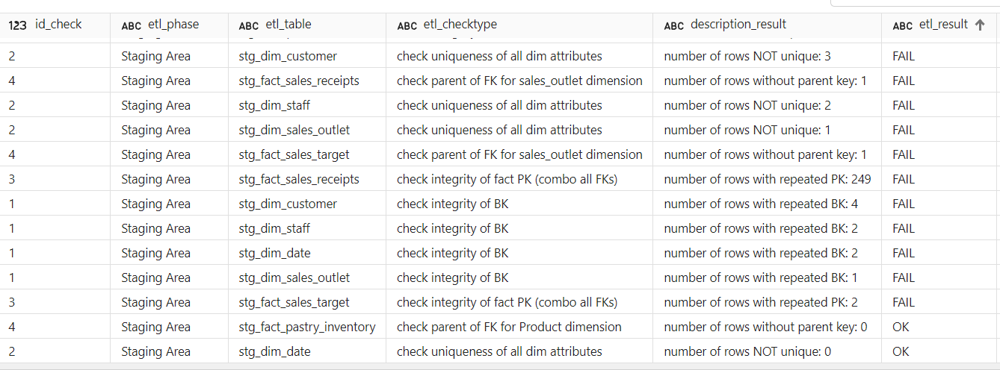 123 id_check ABC etl_phase ABC etl_table ABC etl_checktype ABC description_result ABC etl_result ↑
2 Staging Area stg_dim_customer check uniqueness of all dim attributes number of rows NOT unique: 3 FAIL
4 Staging Area stg_fact_sales_receipts check parent of FK for sales_outlet dimension number of rows without parent key: 1 FAIL
2 Staging Area stg_dim_staff check uniqueness of all dim attributes number of rows NOT unique: 2 FAIL
2 Staging Area stg_dim_sales_outlet check uniqueness of all dim attributes number of rows NOT unique: 1 FAIL
4 Staging Area stg_fact_sales_target check parent of FK for sales_outlet dimension number of rows without parent key: 1 FAIL
3 Staging Area stg_fact_sales_receipts check integrity of fact PK (combo all FKs) number of rows with repeated PK: 249 FAIL
1 Staging Area stg_dim_customer check integrity of BK number of rows with repeated BK: 4 FAIL
1 Staging Area stg_dim_staff check integrity of BK number of rows with repeated BK: 2 FAIL
1 Staging Area stg_dim_date check integrity of BK number of rows with repeated BK: 2 FAIL
1 Staging Area stg_dim_sales_outlet check integrity of BK number of rows with repeated BK: 1 FAIL
3 Staging Area stg_fact_sales_target check integrity of fact PK (combo all FKs) number of rows with repeated PK: 2 FAIL
4 Staging Area stg_fact_pastry_inventory check parent of FK for Product dimension number of rows without parent key: 0 OK
2 Staging Area stg_dim_date check uniqueness of all dim attributes number of rows NOT unique: 0 OK